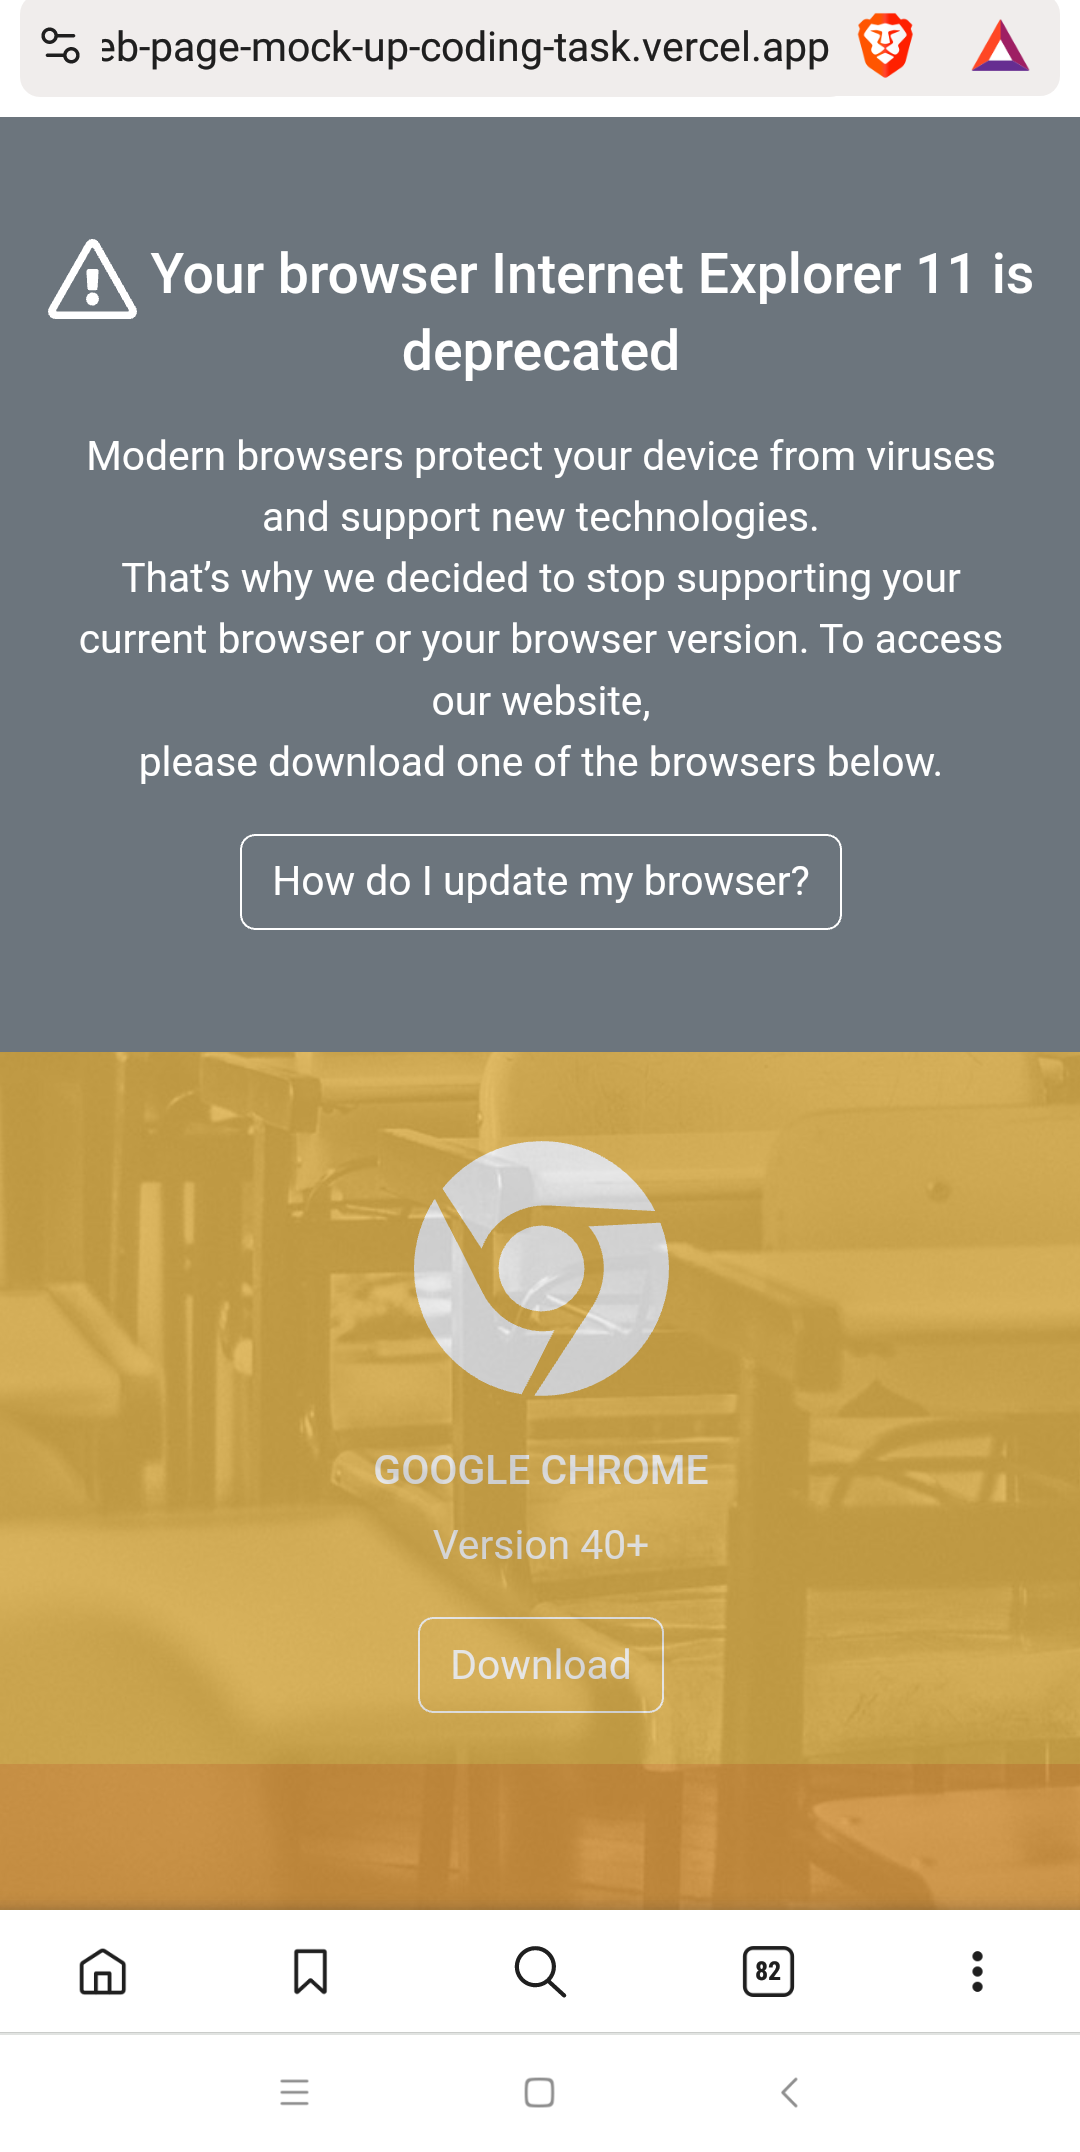 eb-page-mock-up-coding-task.vercel.app
Your browser Internet Explorer 11 is
deprecated
Modern browsers protect your device from viruses
and support new technologies.
That’s why we decided to stop supporting your
current browser or your browser version. To access
our website,
please download one of the browsers below.
How do I update my browser?
GOOGLE CHROME
Version 40+
Download
82